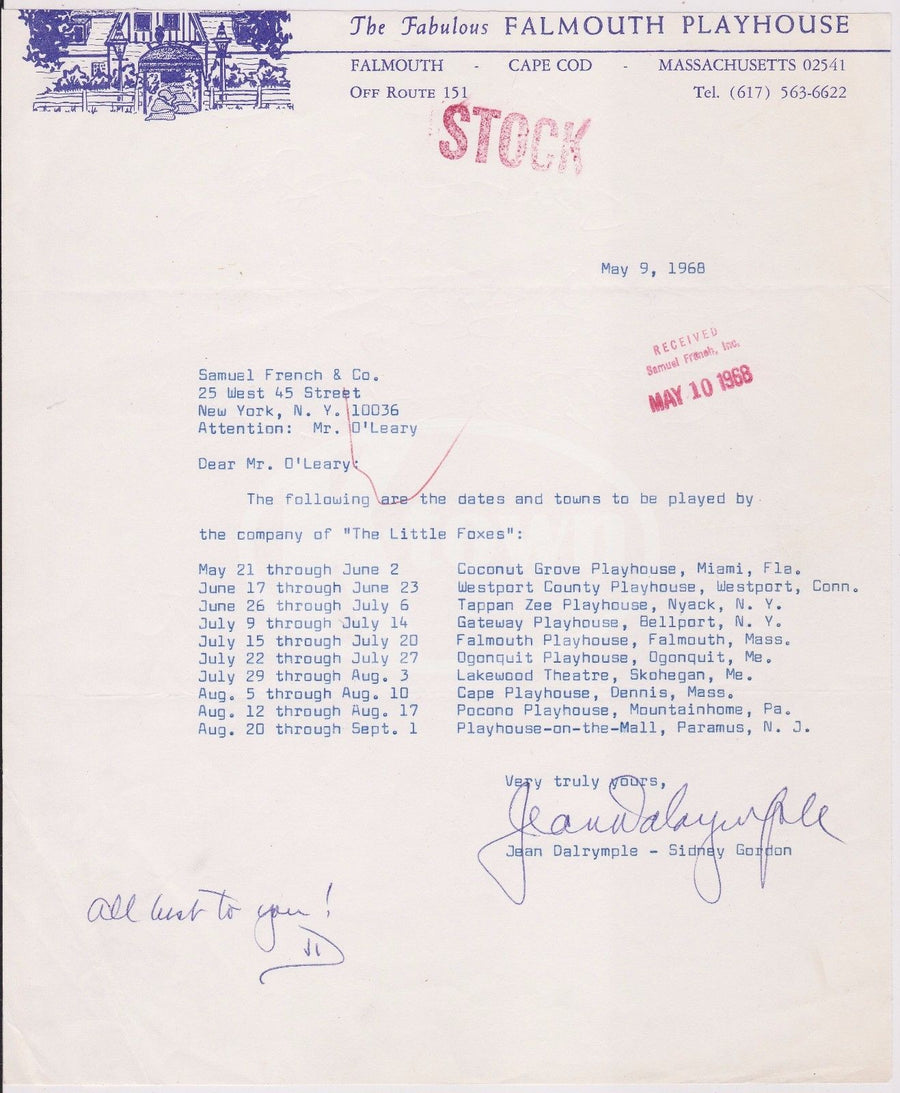 The Fabulous FALMOUTH PLAYHOUSE
FALMOUTH - CAPE COD - MASSACHUSETTS 02541
OFF ROUTE 151 Tel. (617) 563-6622
STOCK
May 9, 1968
RECEIVED
Samuel French, Inc.
MAY 10 1968
Samuel French & Co.
25 West 45 Street
New York, N. Y. 10036
Attention: Mr. O'Leary
Dear Mr. O'Leary:
The following are the dates and towns to be played by
the company of "The Little Foxes":
May 21 through June 2 Coconut Grove Playhouse, Miami, Fla.
June 17 through June 23 Westport County Playhouse, Westport, Conn.
June 26 through July 6 Tappan Zee Playhouse, Nyack, N. Y.
July 9 through July 14 Gateway Playhouse, Bellport, N. Y.
July 15 through July 20 Falmouth Playhouse, Falmouth, Mass.
July 22 through July 27 Ogonquit Playhouse, Ogonquit, Me.
July 29 through Aug. 3 Lakewood Theatre, Skohegan, Me.
Aug. 5 through Aug. 10 Cape Playhouse, Dennis, Mass.
Aug. 12 through Aug. 17 Pocono Playhouse, Mountainhome, Pa.
Aug. 20 through Sept. 1 Playhouse-on-the-Mall, Paramus, N. J.
Very truly yours,
Jean Dalrymple
Jean Dalrymple - Sidney Gordon
All best to you!
JD